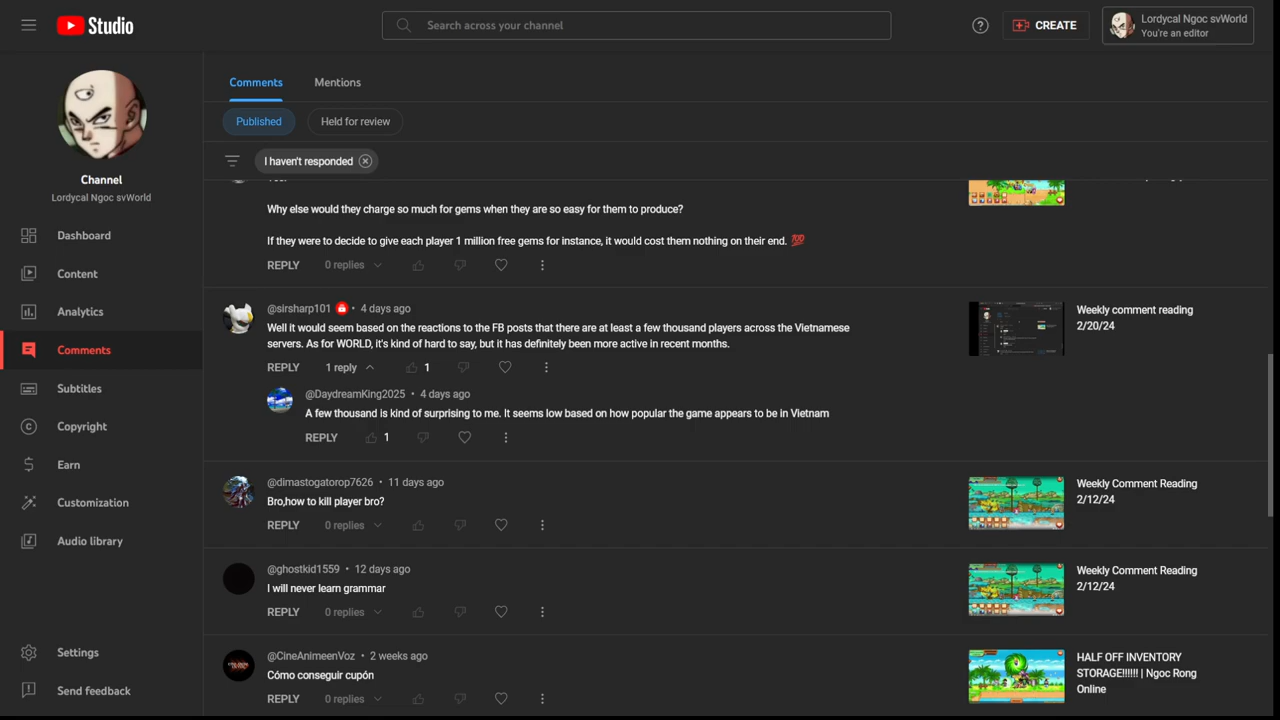 Studio
Search across your channel
CREATE
Lordycal Ngoc svWorld
You're an editor
Channel
Lordycal Ngoc svWorld
Dashboard
Content
Analytics
Comments
Subtitles
Copyright
Earn
Customization
Audio library
Settings
Send feedback
Comments
Mentions
Published
Held for review
I haven't responded
Why else would they charge so much for gems when they are so easy for them to produce?
If they were to decide to give each player 1 million free gems for instance, it would cost them nothing on their end. 💯
REPLY 0 replies
@sirsharp101 • 4 days ago
Well it would seem based on the reactions to the FB posts that there are at least a few thousand players across the Vietnamese
servers. As for WORLD, it's kind of hard to say, but it has definitely been more active in recent months.
REPLY 1 reply 1
Weekly comment reading
2/20/24
@DaydreamKing2025 • 4 days ago
A few thousand is kind of surprising to me. It seems low based on how popular the game appears to be in Vietnam
REPLY 1
@dimastogatorop7626 • 11 days ago
Bro,how to kill player bro?
REPLY 0 replies
Weekly Comment Reading
2/12/24
@ghostkid1559 • 12 days ago
I will never learn grammar
REPLY 0 replies
Weekly Comment Reading
2/12/24
@CineAnimeenVoz • 2 weeks ago
Cómo conseguir cupón
REPLY 0 replies
HALF OFF INVENTORY
STORAGE!!!!!! | Ngoc Rong
Online